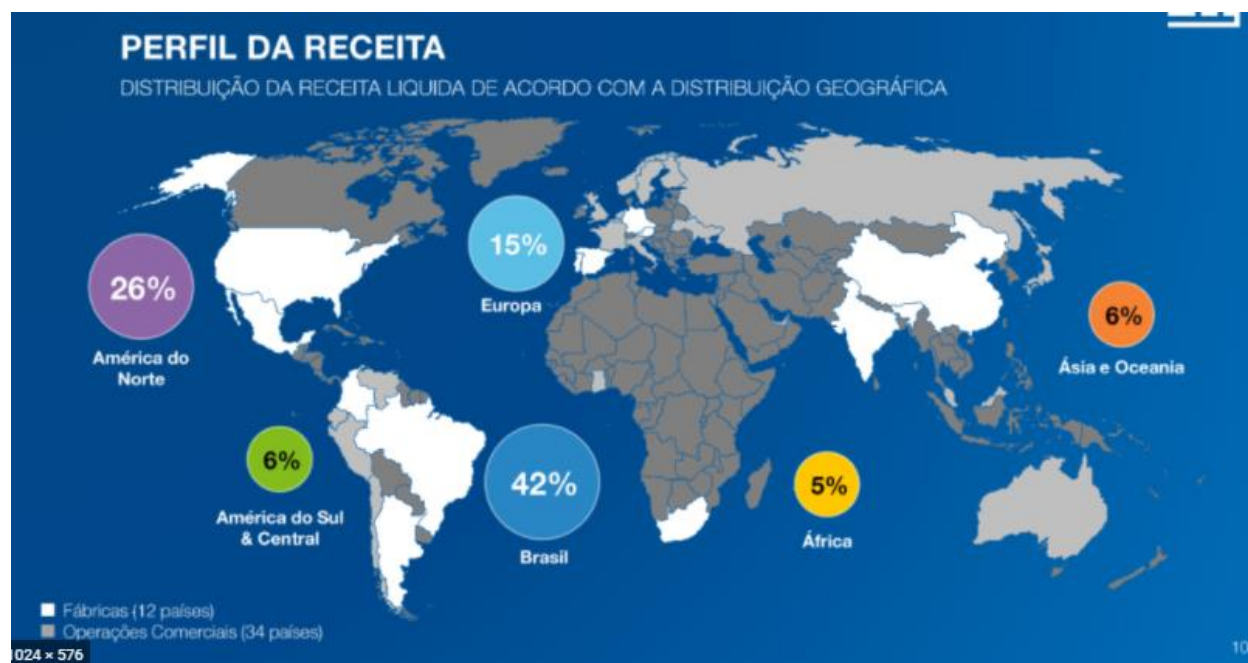 PERFIL DA RECEITA
DISTRIBUIÇÃO DA RECEITA LIQUIDA DE ACORDO COM A DISTRIBUIÇÃO GEOGRÁFICA
26%
América do
Norte
15%
Europa
6%
Ásia e Oceania
6%
América do Sul
& Central
42%
Brasil
5%
África
Fábricas (12 países)
Operações Comerciais (34 países)
1024 × 576
10